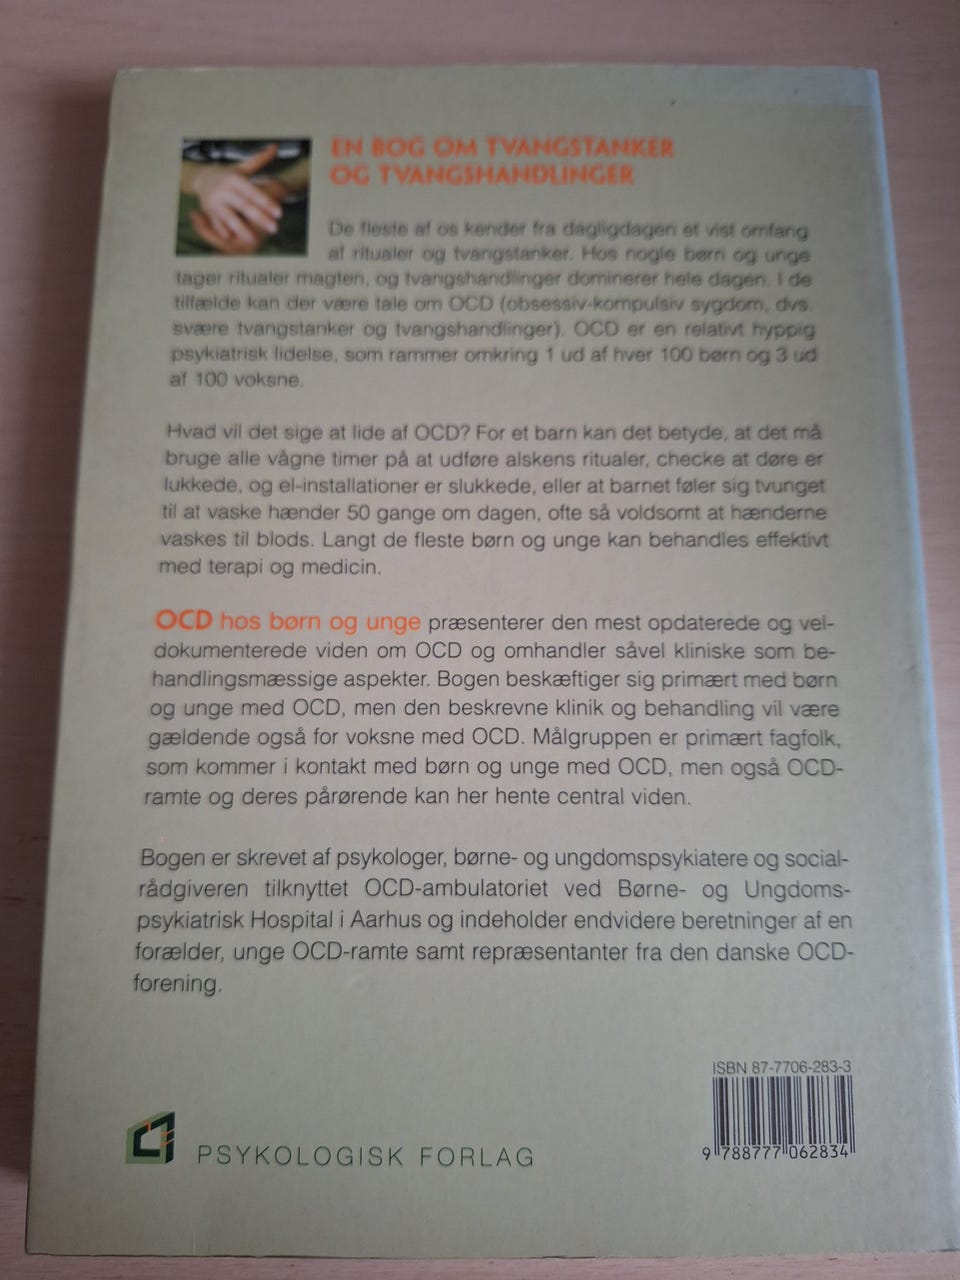 EN BOG OM TVANGSTANKER
OG TVANGSHANDLINGER
De fleste af os kender fra dagligdagen et vist omfang
af ritualer og tvangstanker. Hos nogle børn og unge
tager ritualer magten, og tvangshandlinger dominerer hele dagen. I de
tilfælde kan der være tale om OCD (obsessiv-kompulsiv sygdom, dvs.
svære tvangstanker og tvangshandlinger). OCD er en relativt hyppig
psykiatrisk lidelse, som rammer omkring 1 ud af hver 100 børn og 3 ud
af 100 voksne.
Hvad vil det sige at lide af OCD? For et barn kan det betyde, at det må
bruge alle vågne timer på at udføre alskens ritualer, checke at døre er
lukkede, og el-installationer er slukkede, eller at barnet føler sig tvunget
til at vaske hænder 50 gange om dagen, ofte så voldsomt at hænderne
vaskes til blods. Langt de fleste børn og unge kan behandles effektivt
med terapi og medicin.
OCD hos børn og unge præsenterer den mest opdaterede og vel-
dokumenterede viden om OCD og omhandler såvel kliniske som be-
handlingsmæssige aspekter. Bogen beskæftiger sig primært med børn
og unge med OCD, men den beskrevne klinik og behandling vil være
gældende også for voksne med OCD. Målgruppen er primært fagfolk,
som kommer i kontakt med børn og unge med OCD, men også OCD-
ramte og deres pårørende kan her hente central viden.
Bogen er skrevet af psykologer, børne- og ungdomspsykiatere og social-
rådgiveren tilknyttet OCD-ambulatoriet ved Børne- og Ungdoms-
psykiatrisk Hospital i Aarhus og indeholder endvidere beretninger af en
forælder, unge OCD-ramte samt repræsentanter fra den danske OCD-
forening.
ISBN 87-7706-283-3
9 788777 062834
PSYKOLOGISK FORLAG